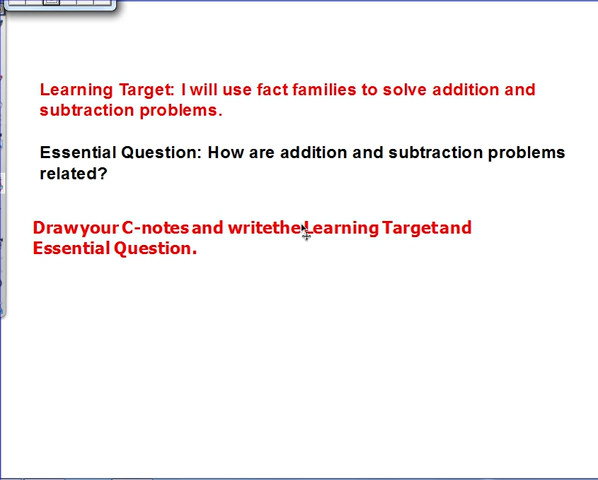 Learning Target: I will use fact families to solve addition and
subtraction problems.
Essential Question: How are addition and subtraction problems
related?
Draw your C-notes and write the Learning Target and
Essential Question.